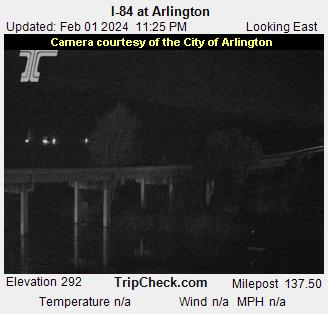 I-84 at Arlington
Updated: Feb 01 2024 11:25 PM Looking East
Camera courtesy of the City of Arlington
Elevation 292 TripCheck.com Milepost 137.50
Temperature n/a Wind n/a MPH n/a